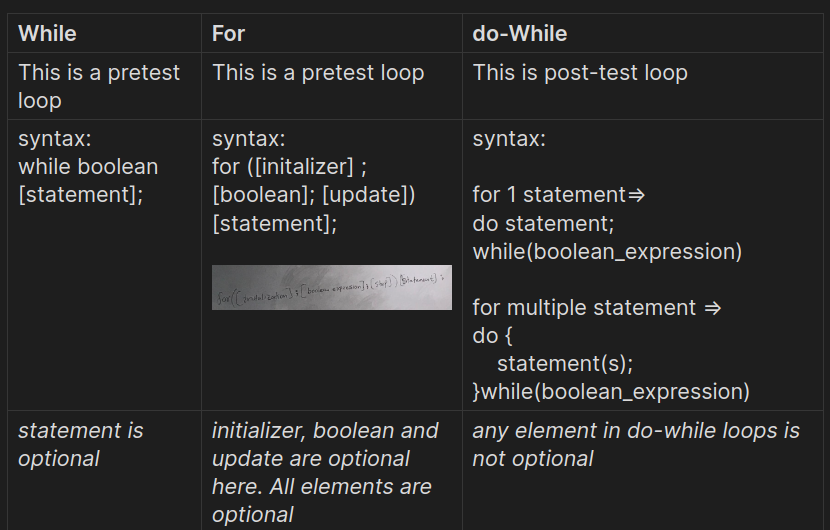 While
For
do-While
This is a pretest
loop
This is a pretest loop
This is post-test loop
syntax:
while boolean
[statement];
syntax:
for ([initalizer] ;
[boolean]; [update])
[statement];
for([initialization];[boolean expression];[step])[statement];
syntax:
for 1 statement⇒
do statement;
while(boolean_expression)
for multiple statement ⇒
do {
statement(s);
}while(boolean_expression)
statement is
optional
initializer, boolean and
update are optional
here. All elements are
optional
any element in do-while loops is
not optional